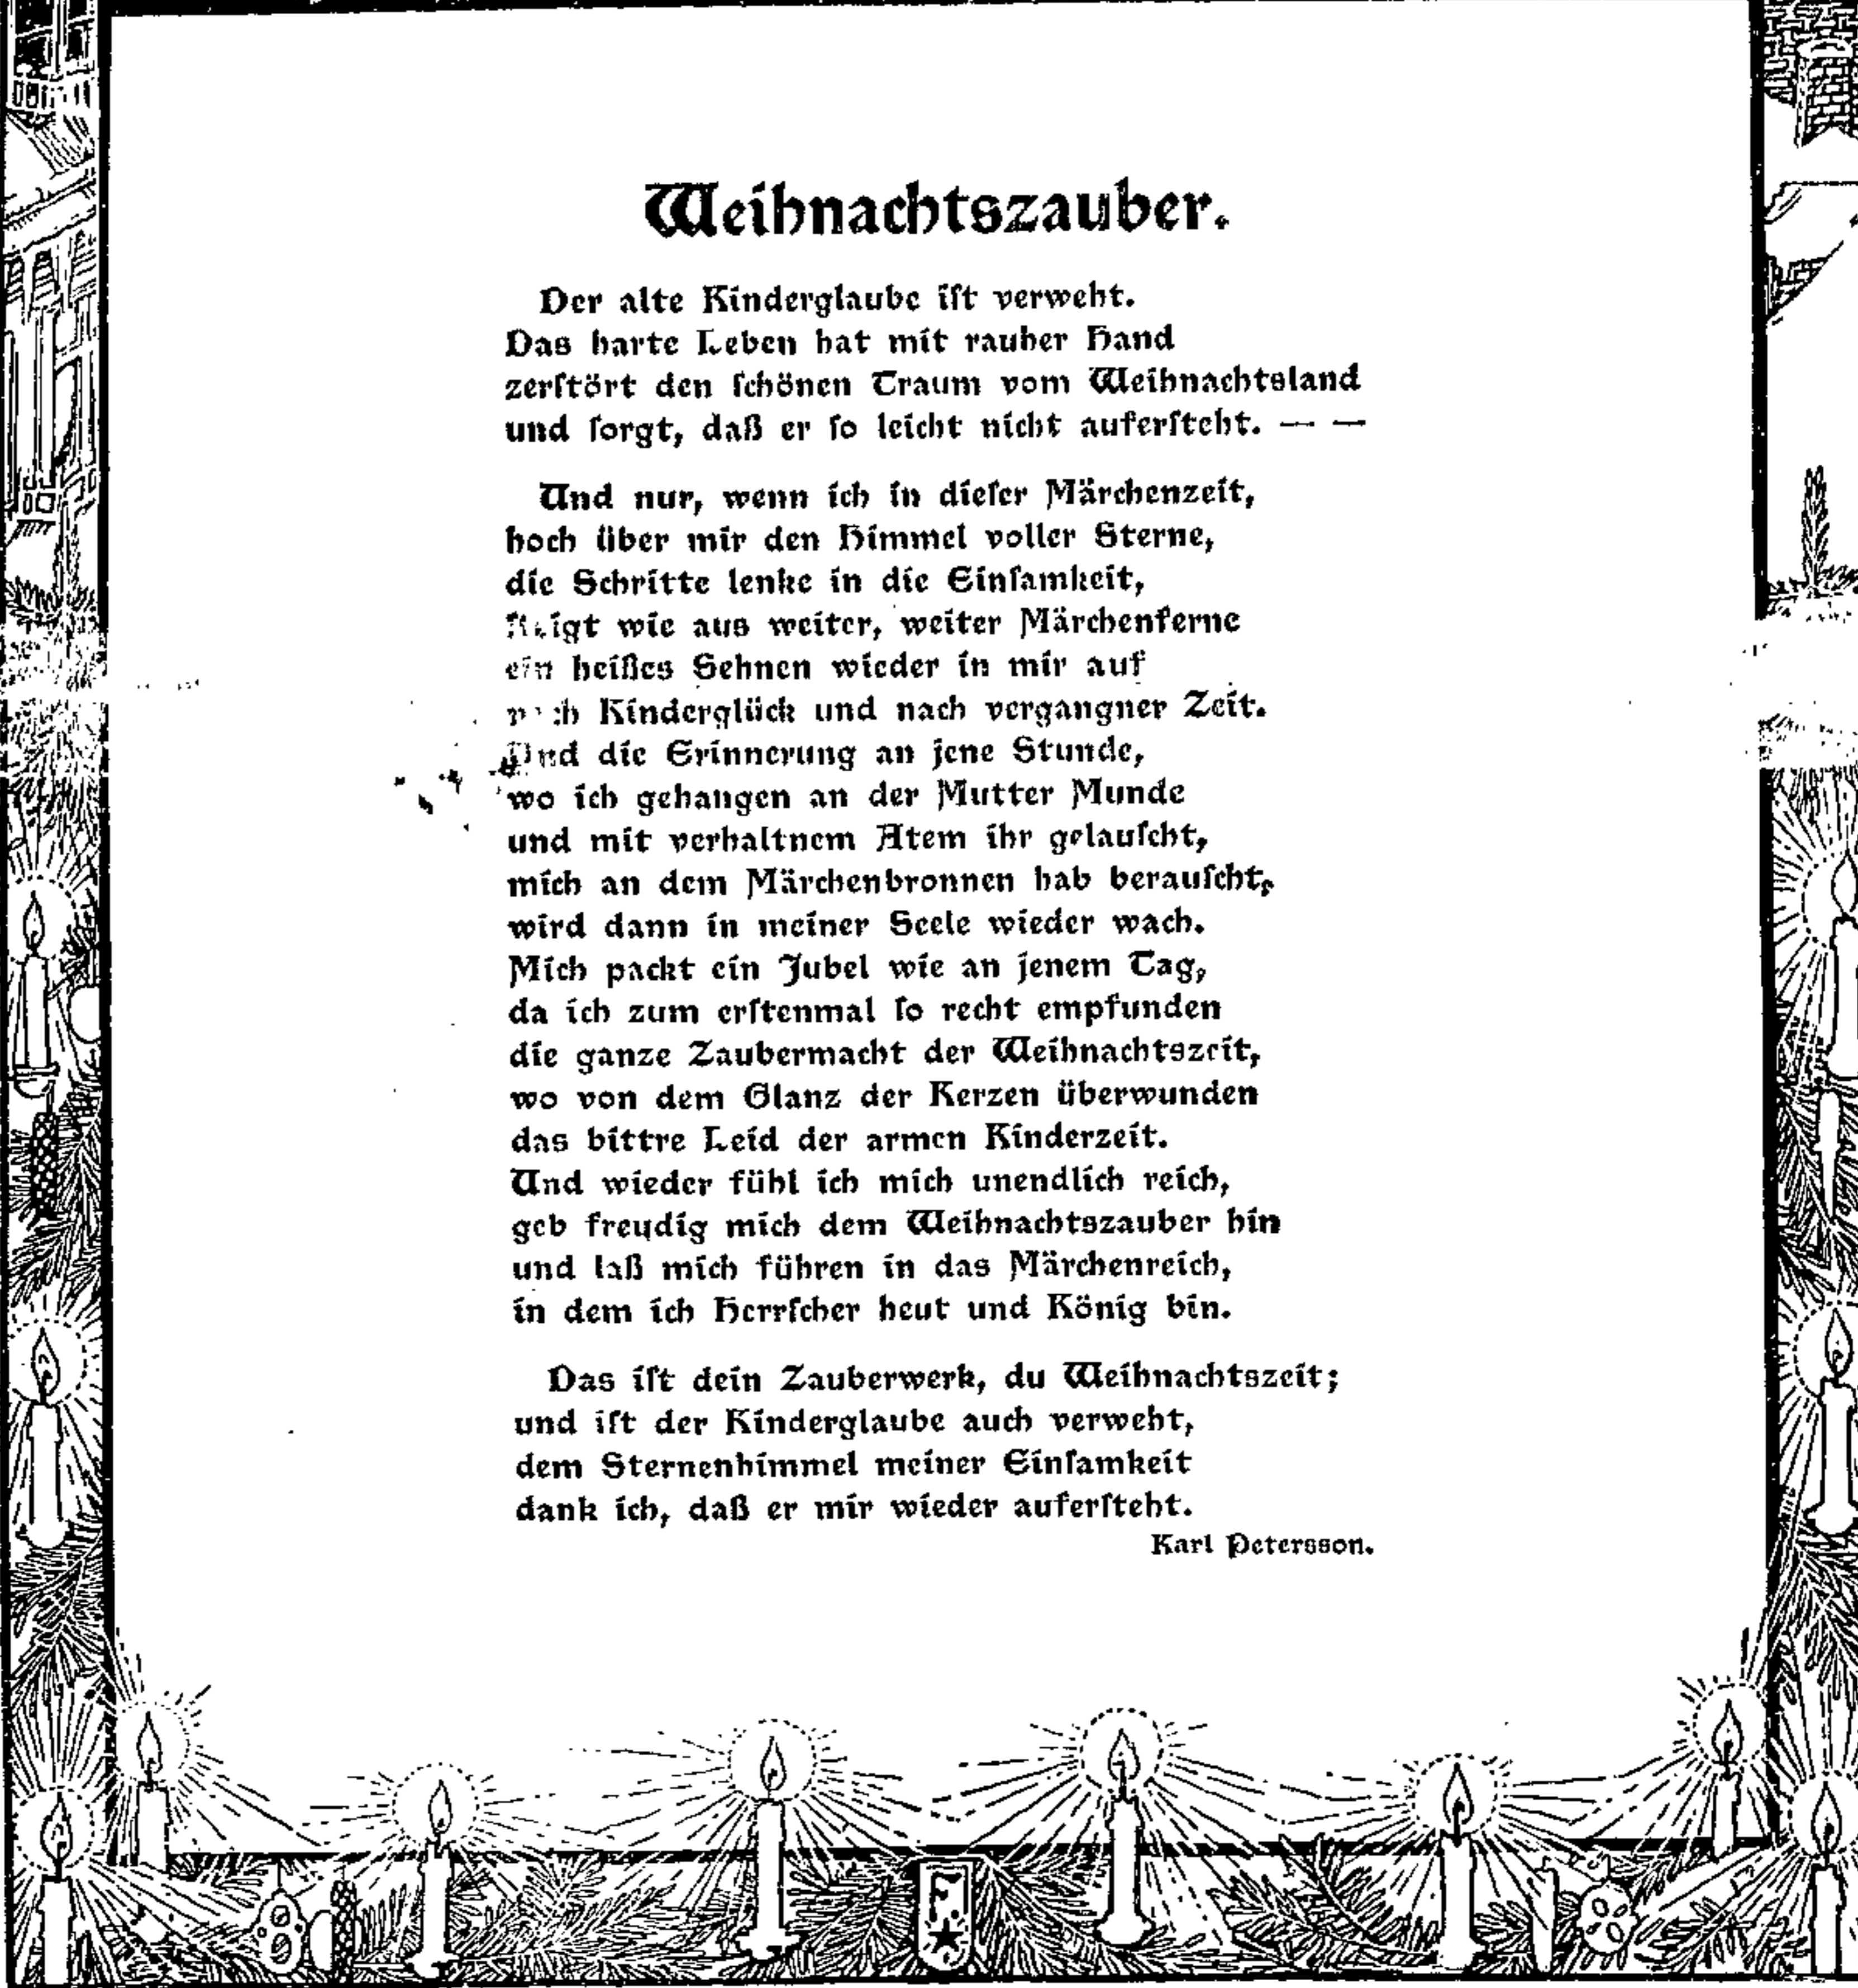 Weihnachtszauber.
Der alte Kinderglaube iſt verweht.
Das harte Leben hat mit rauher Hand
zerſtört den ſchönen Traum vom Weihnachtsland
und ſorgt, daß er ſo leicht nicht auferſteht. — —
Und nur, wenn ich in dieſer Märchenzeit,
hoch über mir den Himmel voller Sterne,
die Schritte lenke in die Einſamkeit,
ſteigt wie aus weiter, weiter Märchenferne
ein heißes Sehnen wieder in mir auf
nach Kinderglück und nach vergangner Zeit.
Und die Erinnerung an jene Stunde,
wo ich gehangen an der Mutter Munde
und mit verhaltnem Atem ihr gelauſcht,
mich an dem Märchenbronnen hab berauſcht,
wird dann in meiner Seele wieder wach.
Mich packt ein Jubel wie an jenem Tag,
da ich zum erſtenmal ſo recht empfunden
die ganze Zaubermacht der Weihnachtszeit,
wo von dem Glanz der Kerzen überwunden
das bittre Leid der armen Kinderzeit.
Und wieder fühl ich mich unendlich reich,
geb freudig mich dem Weihnachtszauber hin
und laß mich führen in das Märchenreich,
in dem ich Herrſcher heut und König bin.
Das iſt dein Zauberwerk, du Weihnachtszeit;
und iſt der Kinderglaube auch verweht,
dem Sternenhimmel meiner Einſamkeit
dank ich, daß er mir wieder auferſteht.
Karl Petersson.